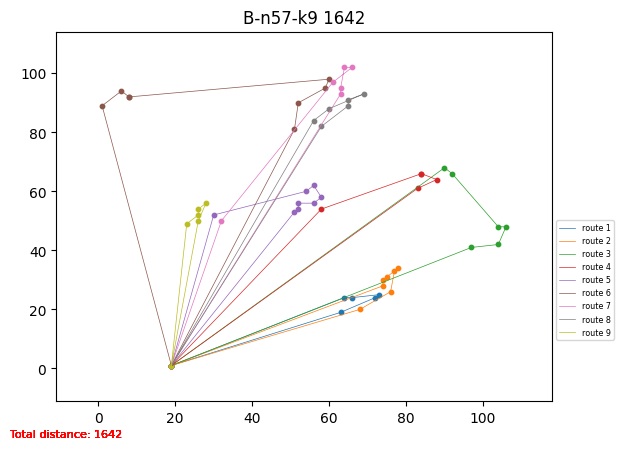 B-n57-k9 1642
100
80
60
40
20
0
0 20 40 60 80 100
route 1
route 2
route 3
route 4
route 5
route 6
route 7
route 8
route 9
Total distance: 1642